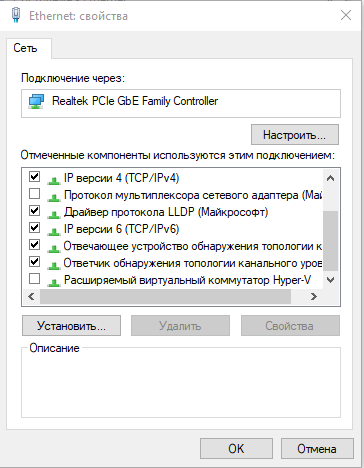 Ethernet: свойства
Сеть
Подключение через:
Realtek PCIe GbE Family Controller
Настроить...
Отмеченные компоненты используются этим подключением:
IP версии 4 (TCP/IPv4)
Протокол мультиплексора сетевого адаптера (Май
Драйвер протокола LLDP (Майкрософт)
IP версии 6 (TCP/IPv6)
Отвечающее устройство обнаружения топологии к
Ответчик обнаружения топологии канального уров
Расширяемый виртуальный коммутатор Hyper-V
Установить...
Удалить
Свойства
Описание
OK
Отмена